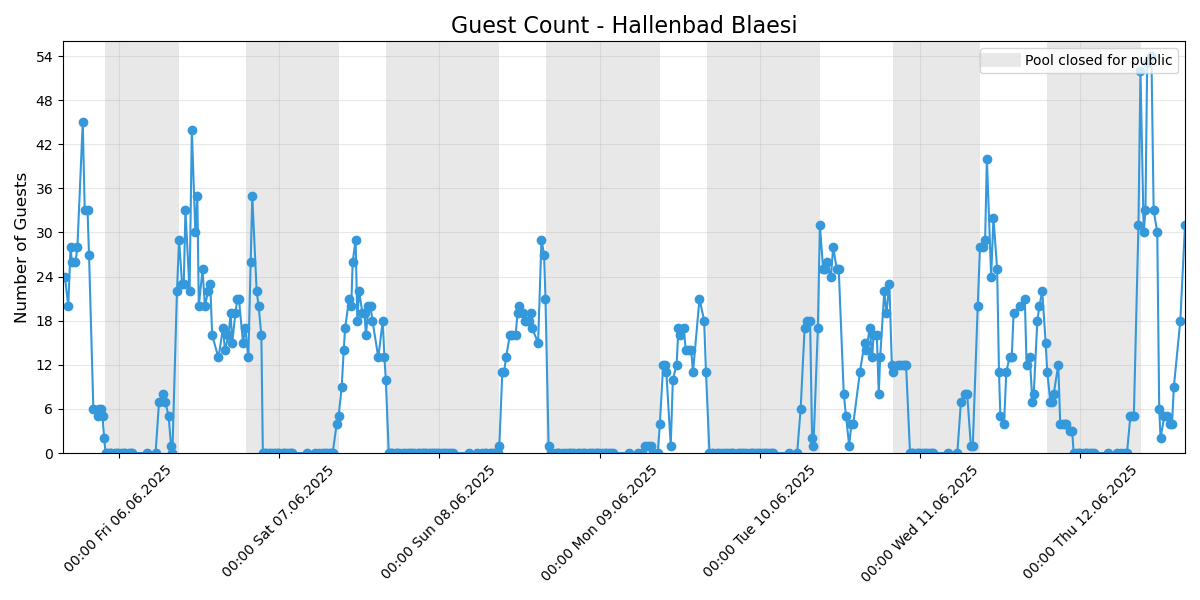 Guest Count - Hallenbad Blaesi
Pool closed for public
Number of Guests
54
48
42
36
30
24
18
12
6
0
00:00 Fri 06.06.2025
00:00 Sat 07.06.2025
00:00 Sun 08.06.2025
00:00 Mon 09.06.2025
00:00 Tue 10.06.2025
00:00 Wed 11.06.2025
00:00 Thu 12.06.2025